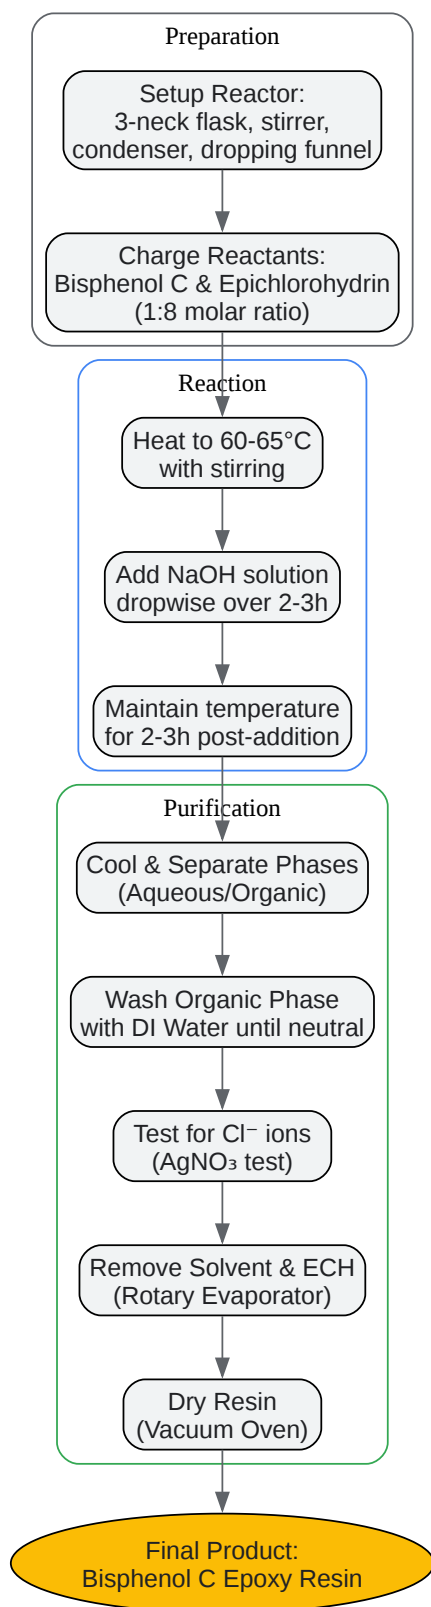 Preparation
Setup Reactor:
3-neck flask, stirrer,
condenser, dropping funnel
Charge Reactants:
Bisphenol C & Epichlorohydrin
(1:8 molar ratio)
Reaction
Heat to 60-65°C
with stirring
Add NaOH solution
dropwise over 2-3h
Maintain temperature
for 2-3h post-addition
Purification
Cool & Separate Phases
(Aqueous/Organic)
Wash Organic Phase
with DI Water until neutral
Test for Cl⁻ ions
(AgNO₃ test)
Remove Solvent & ECH
(Rotary Evaporator)
Dry Resin
(Vacuum Oven)
Final Product:
Bisphenol C Epoxy Resin